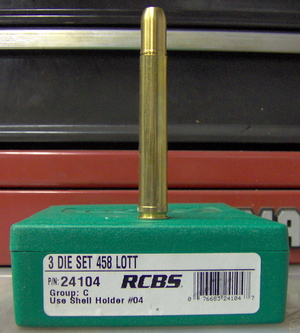 3 DIE SET 458 LOTT
P/N: 24104 RCBS
Group: C
Use Shell Holder #04
0 76683 24104 7